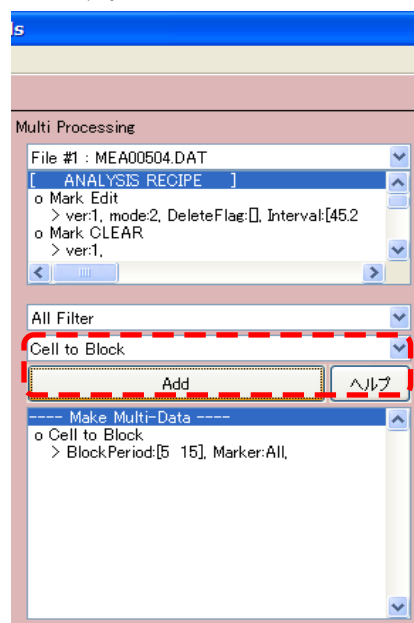 ls
Multi Processing
File #1 : MEA00504.DAT
[ ANALYSIS RECIPE ]
o Mark Edit
> ver:1, mode:2, DeleteFlag:[], Interval:[45.2
o Mark CLEAR
> ver:1,
All Filter
Cell to Block
Add ヘルプ
---- Make Multi-Data ----
o Cell to Block
> BlockPeriod:[5 15], Marker:All,